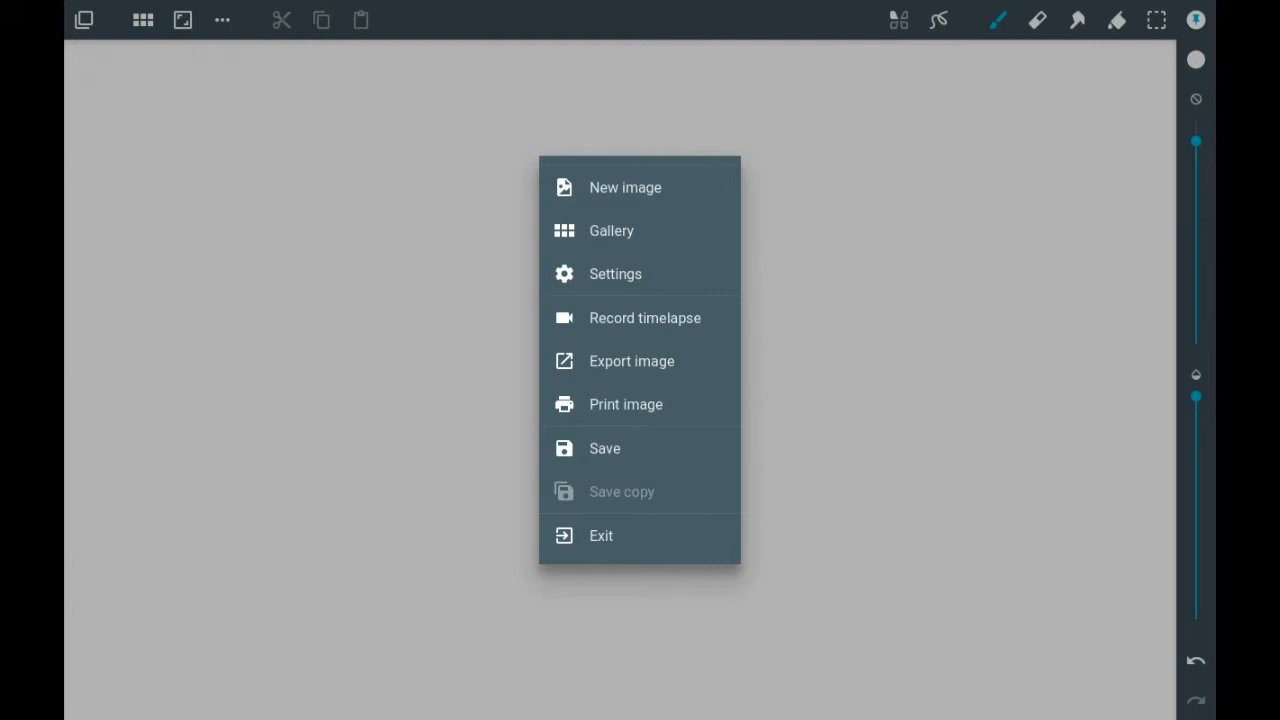 New image
Gallery
Settings
Record timelapse
Export image
Print image
Save
Save copy
Exit